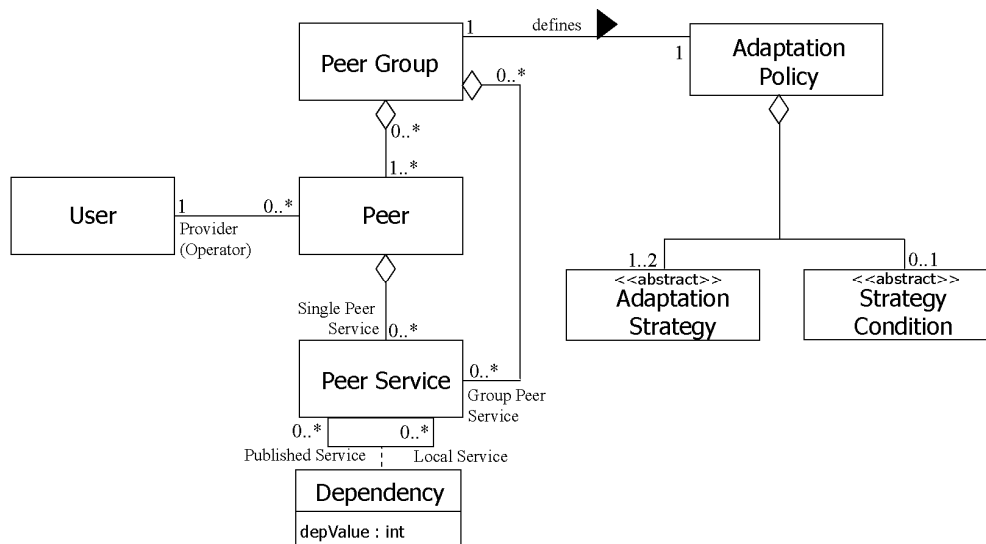 1
defines
Peer Group
0..*
1
Adaptation
Policy
0..*
1..*
User
1
0..*
Peer
Provider
(Operator)
1..2
0..1
<<abstract>>
Adaptation
Strategy
<<abstract>>
Strategy
Condition
Single Peer
Service
0..*
Peer Service
0..*
Group Peer
Service
0..*
0..*
Published Service
Local Service
Dependency
depValue : int